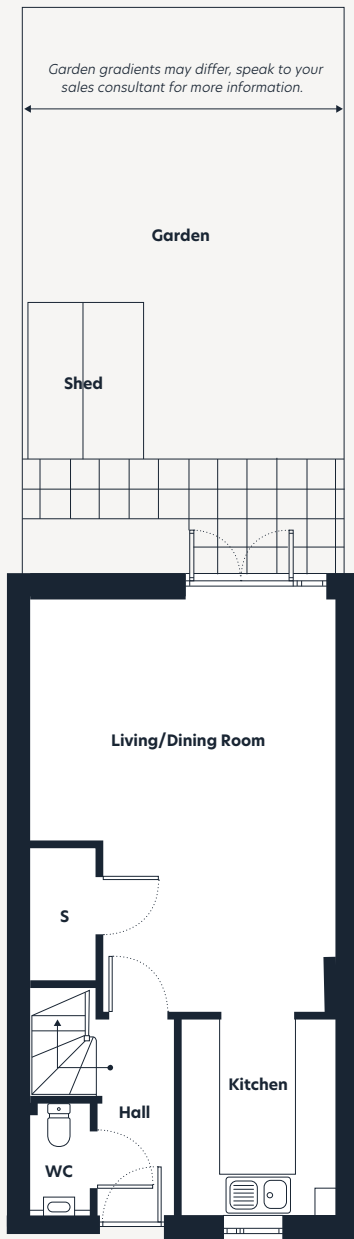 Garden gradients may differ, speak to your
sales consultant for more information.
Garden
Shed
Living/Dining Room
S
Kitchen
Hall
WC